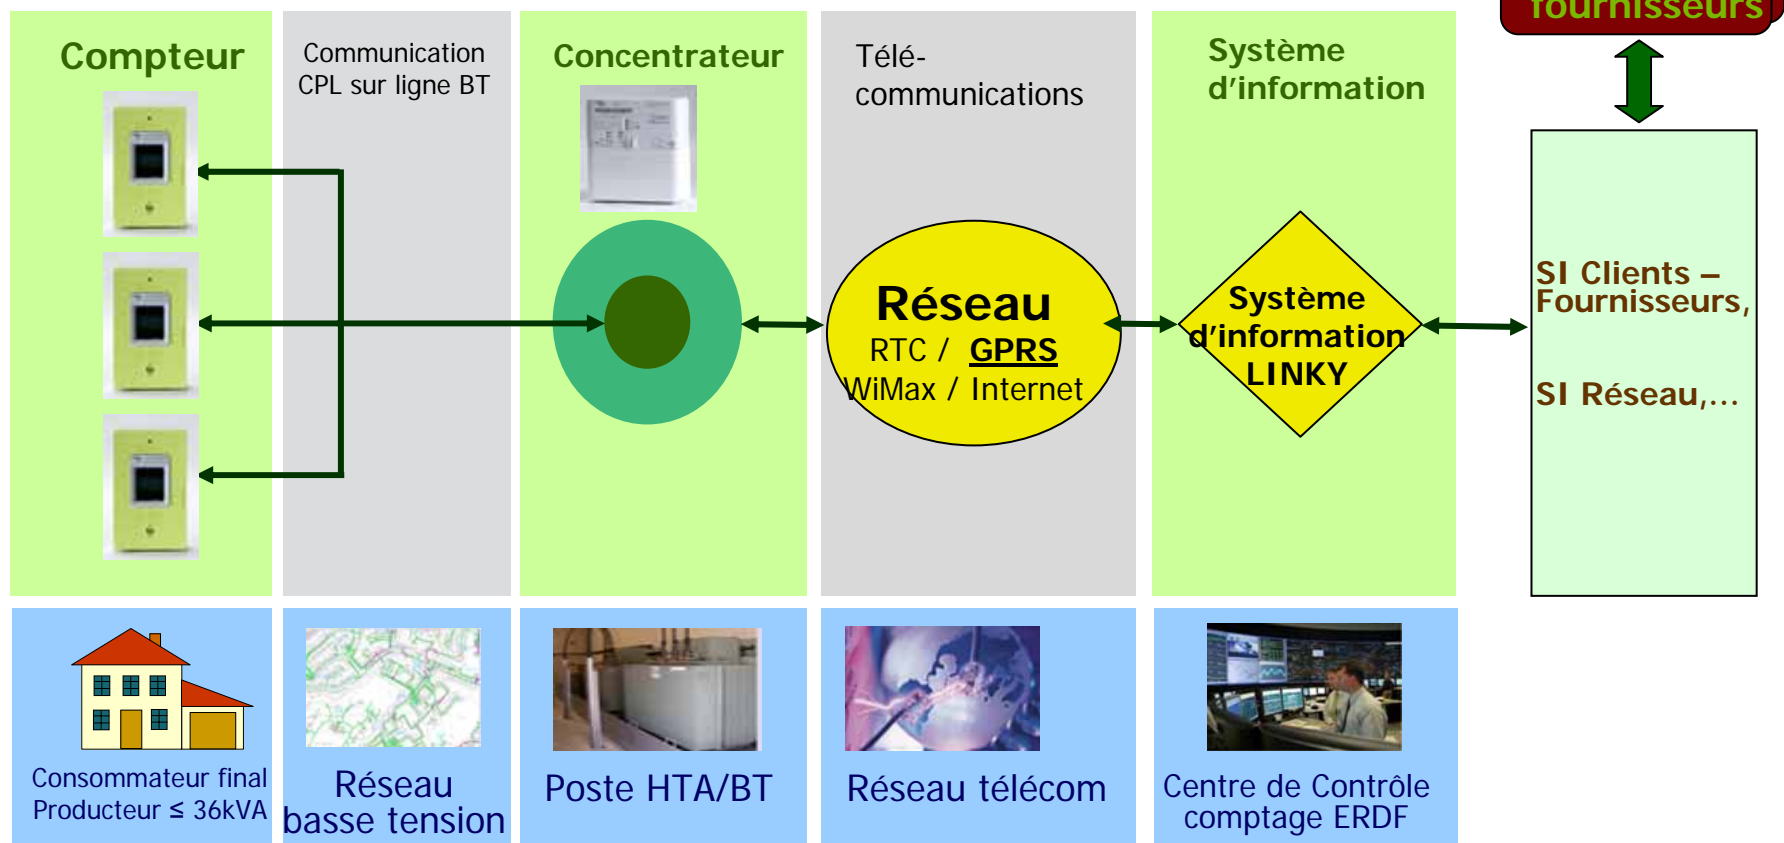 fournisseurs
Compteur
Communication
CPL sur ligne BT
Concentrateur
Télé-
communications
Système
d'information
Réseau
RTC / GPRS
WiMax / Internet
Système
d'information
LINKY
SI Clients –
Fournisseurs,
SI Réseau,...
Consommateur final
Producteur ≤ 36kVA
Réseau
basse tension
Poste HTA/BT
Réseau télécom
Centre de Contrôle
comptage ERDF